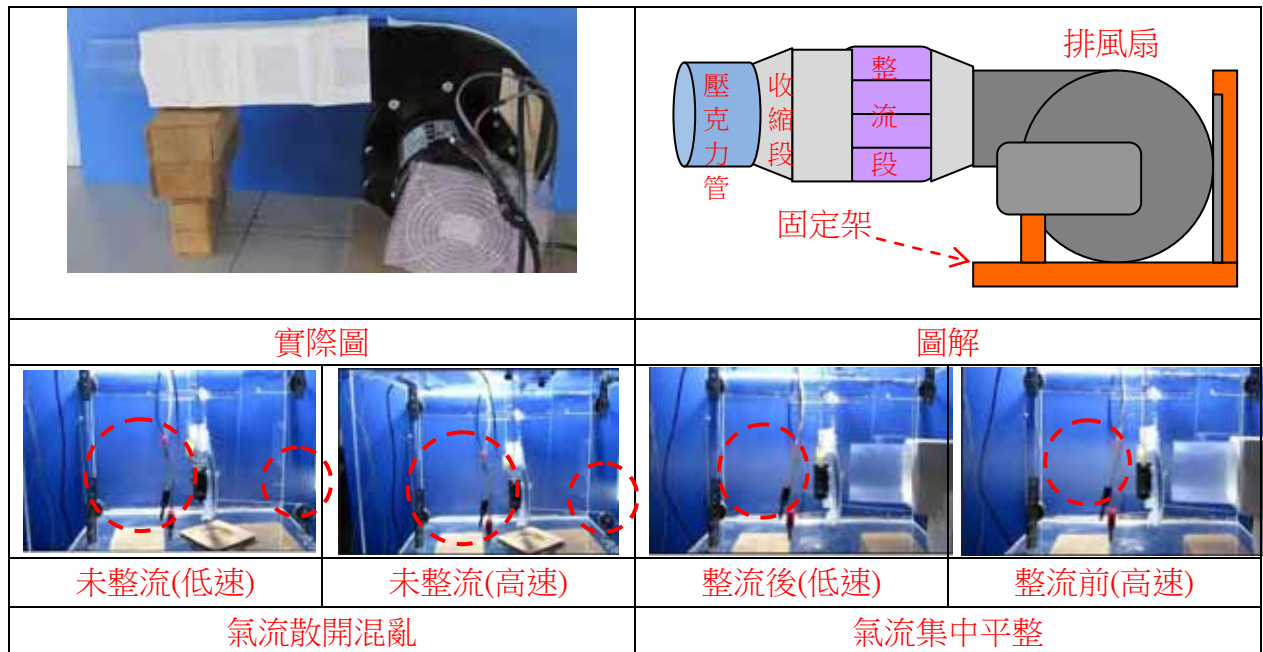 排風扇
壓克力管
收縮段
整流段
固定架
實際圖
圖解
未整流(低速)
未整流(高速)
整流後(低速)
整流前(高速)
氣流散開混亂
氣流集中平整